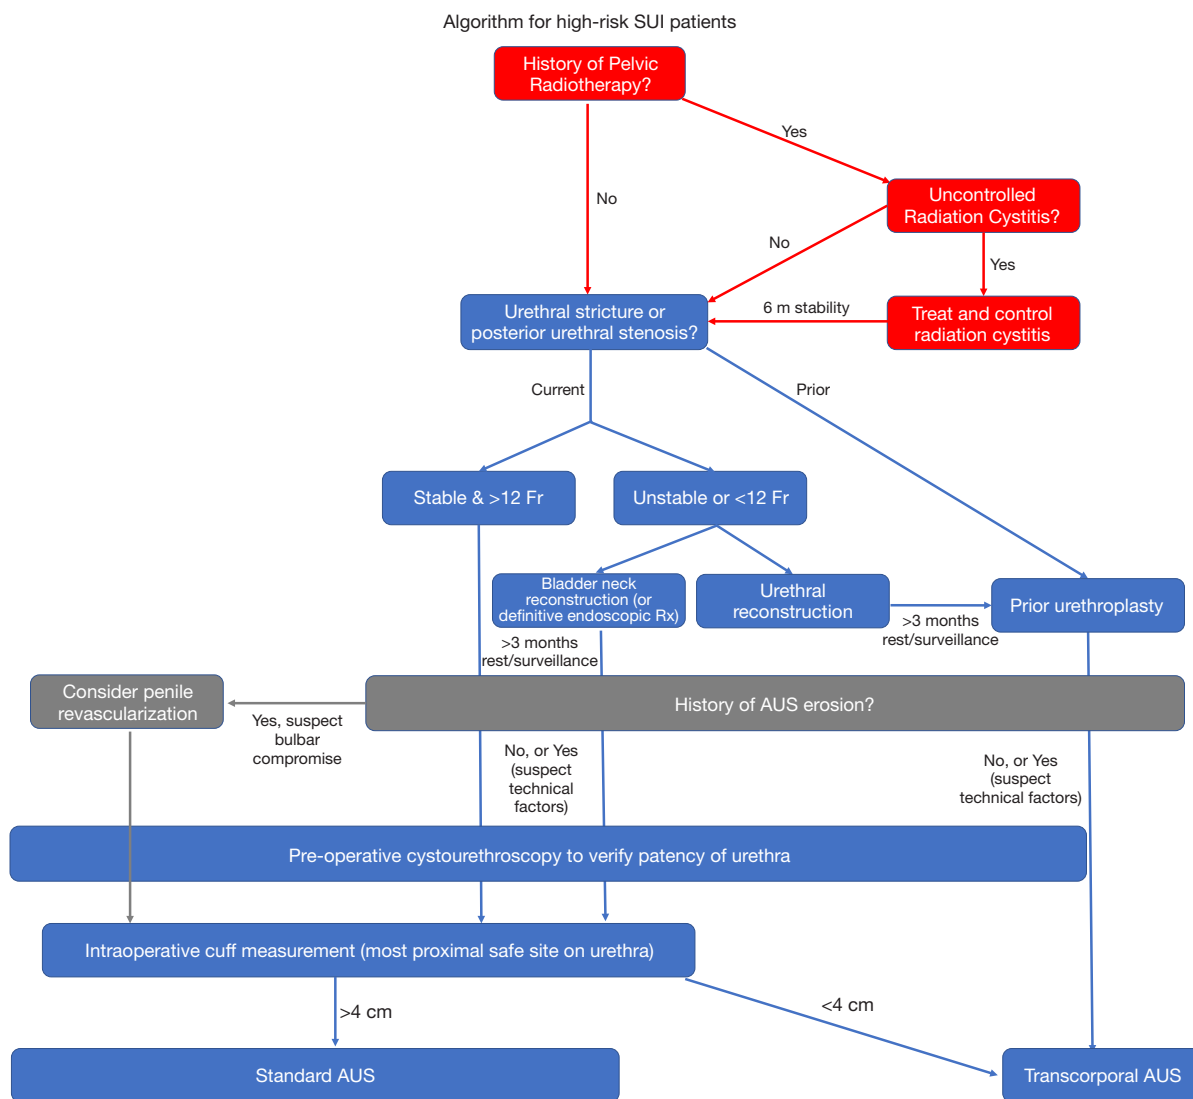 Algorithm for high-risk SUI patients
History of Pelvic
Radiotherapy?
Yes
No
Uncontrolled
Radiation Cystitis?
No
Yes
Urethral stricture or
posterior urethral stenosis?
6 m stability
Treat and control
radiation cystitis
Current
Prior
Stable & >12 Fr
Unstable or <12 Fr
Bladder neck
reconstruction (or
definitive endoscopic Rx)
Urethral
reconstruction
>3 months
rest/surveillance
Prior urethroplasty
>3 months
rest/surveillance
Consider penile
revascularization
Yes, suspect
bulbar
compromise
History of AUS erosion?
No, or Yes
(suspect
technical
factors)
No, or Yes
(suspect
technical factors)
Pre-operative cystourethroscopy to verify patency of urethra
Intraoperative cuff measurement (most proximal safe site on urethra)
>4 cm
<4 cm
Standard AUS
Transcorporal AUS